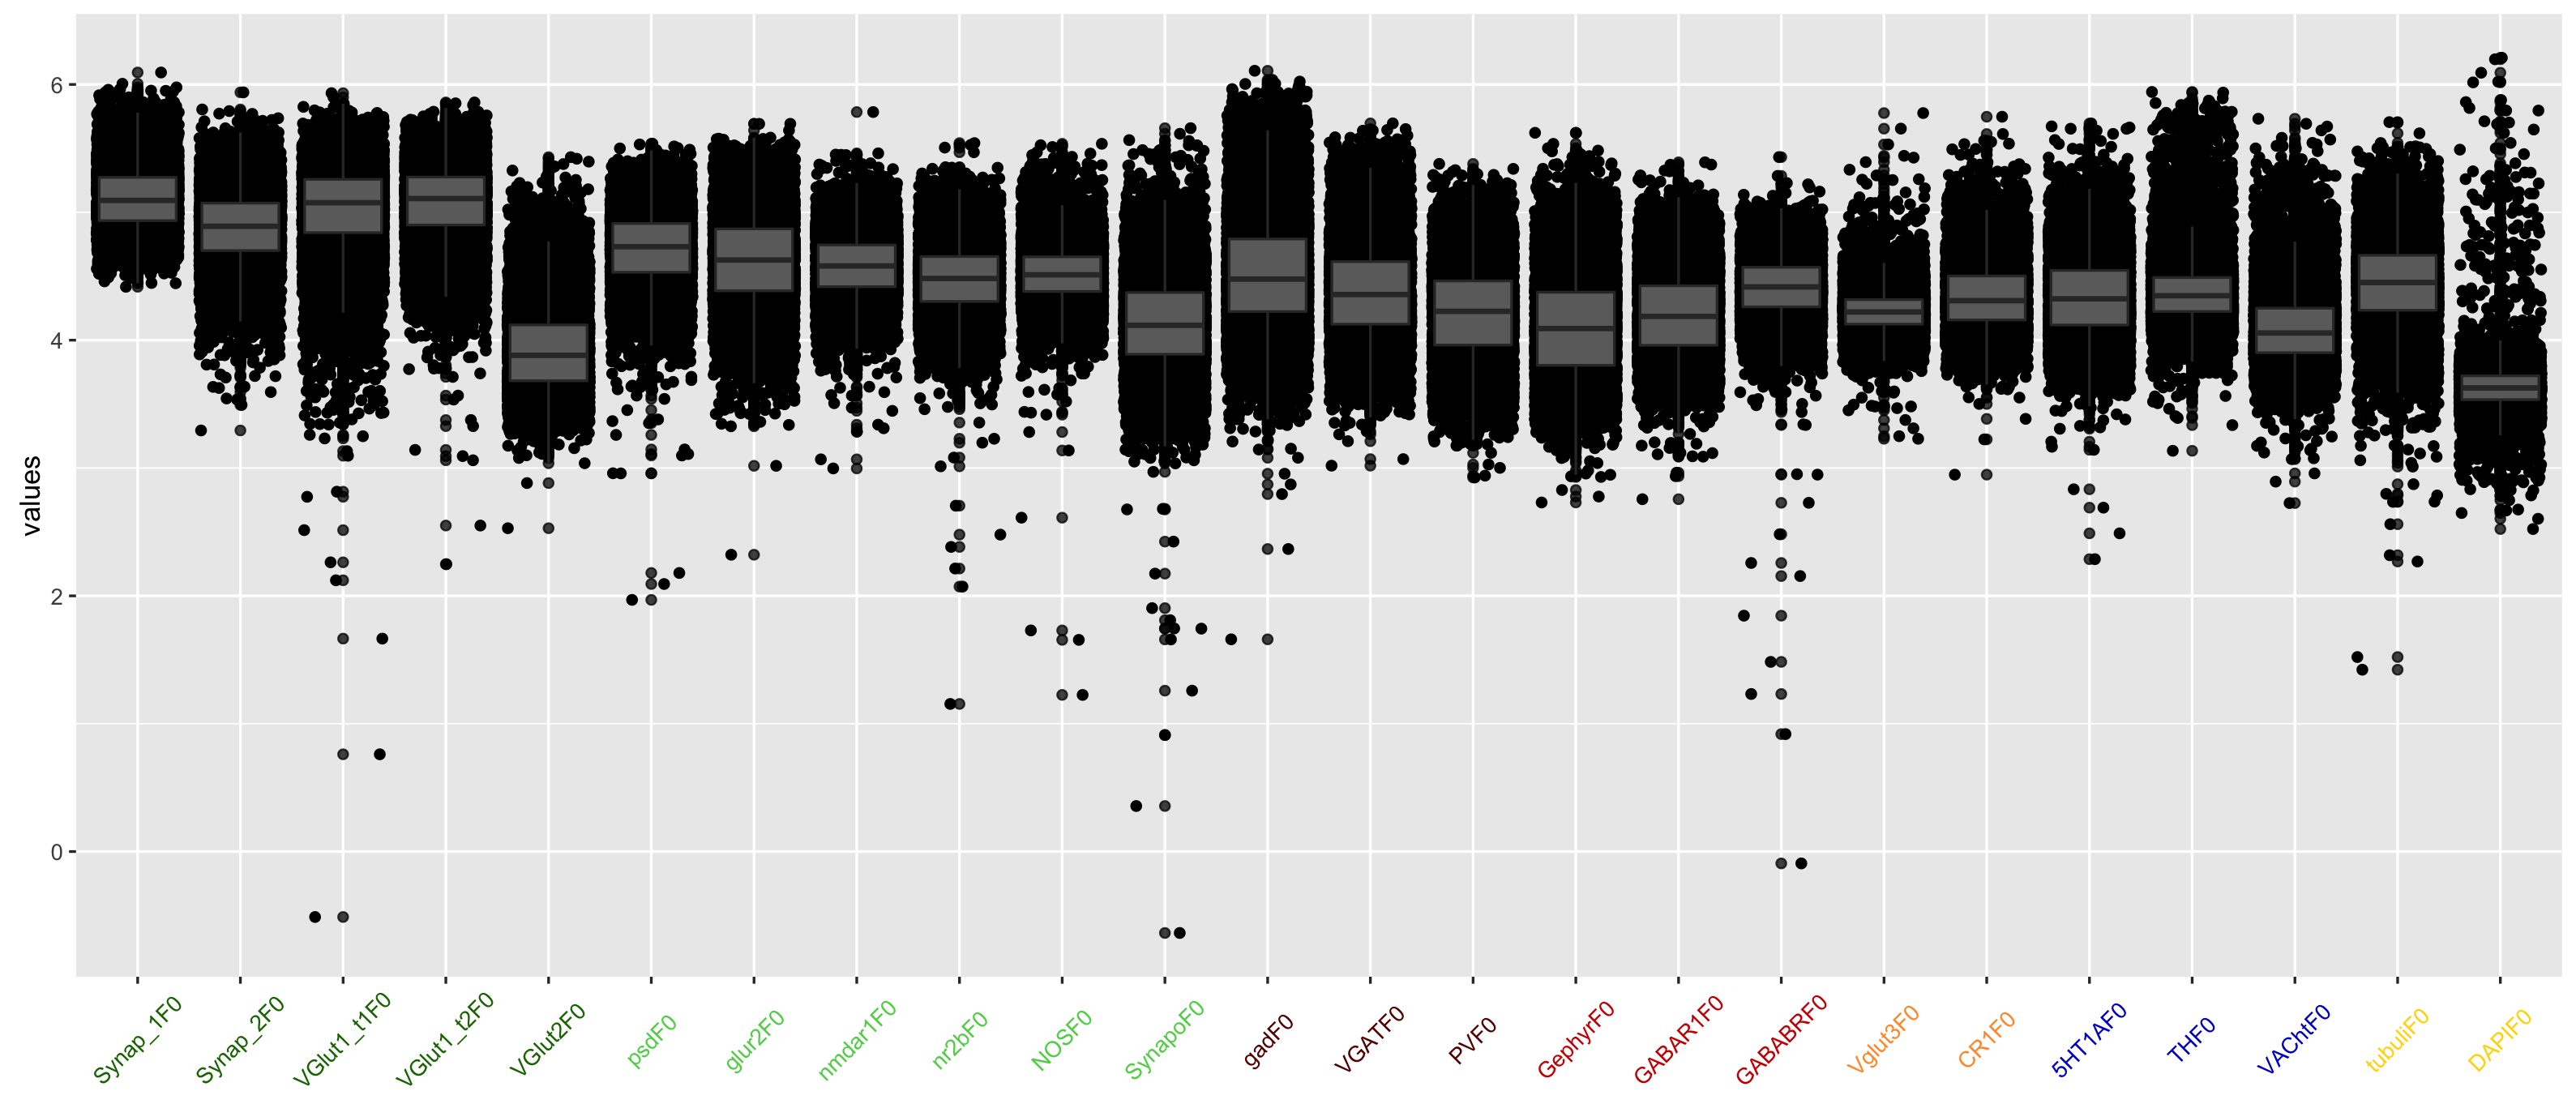 6
4
2
0
values
Synap_1F0
Synap_2F0
VGlut1_t1F0
VGlut1_t2F0
VGlut2F0
psdF0
glur2F0
nmdar1F0
nr2bF0
NOSF0
SynapoF0
gadF0
VGATF0
PVF0
GephyrF0
GABAR1F0
GABABRF0
Vglut3F0
CR1F0
5HT1AF0
THF0
VAChtF0
tubuliF0
DAPIF0